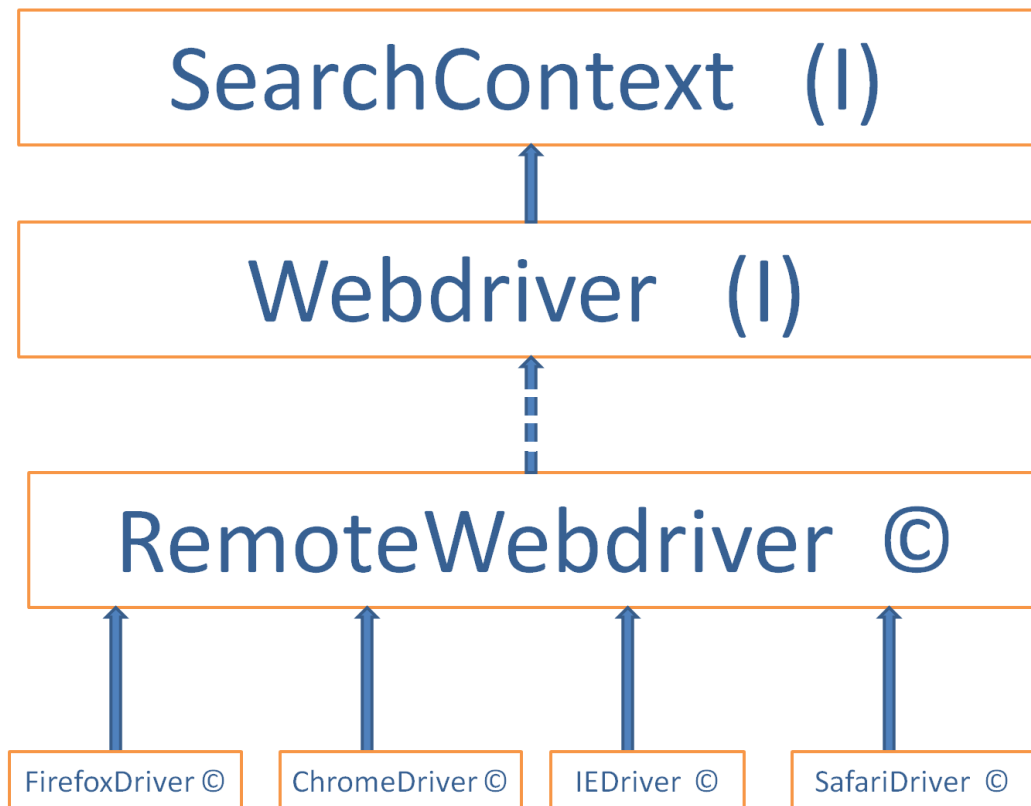 SearchContext (I)
Webdriver (I)
RemoteWebdriver ©
FirefoxDriver © ChromeDriver © IEDriver © SafariDriver ©